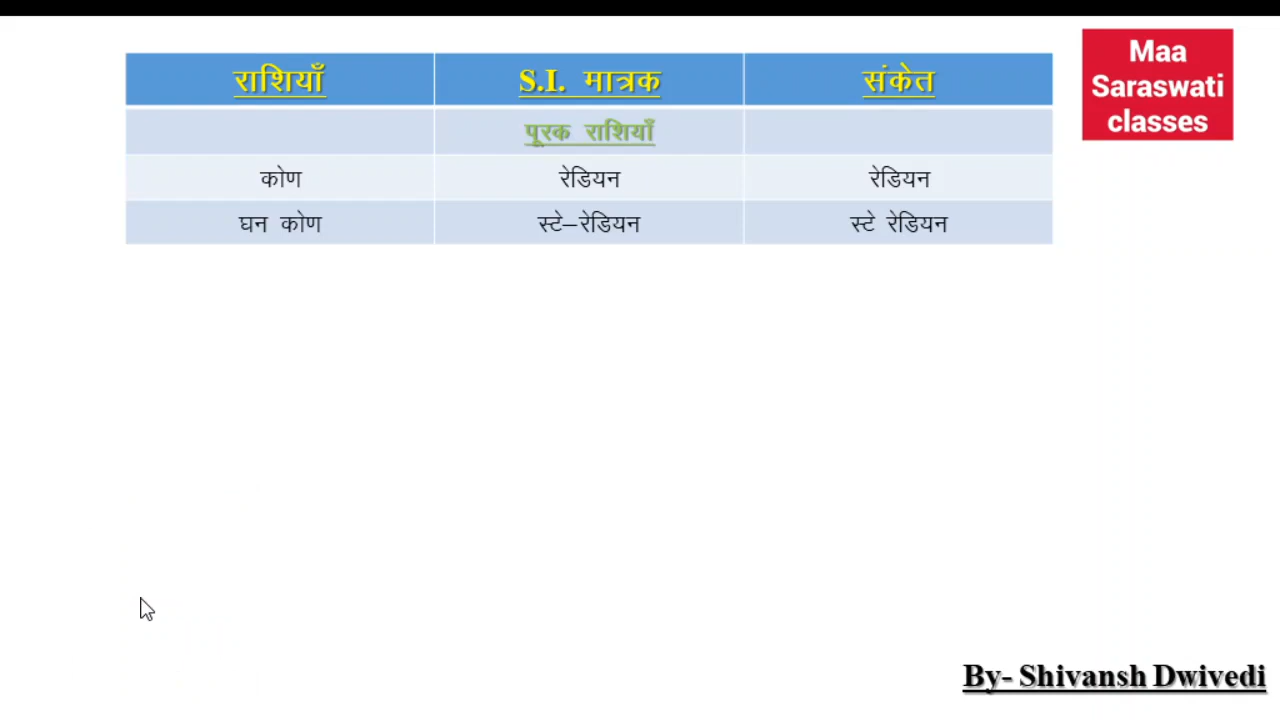 राशियाँ S.I. मात्रक संकेत
पूरक राशियाँ
कोण रेडियन रेडियन
घन कोण स्टे–रेडियन स्टे रेडियन
Maa
Saraswati
classes
By- Shivansh Dwivedi